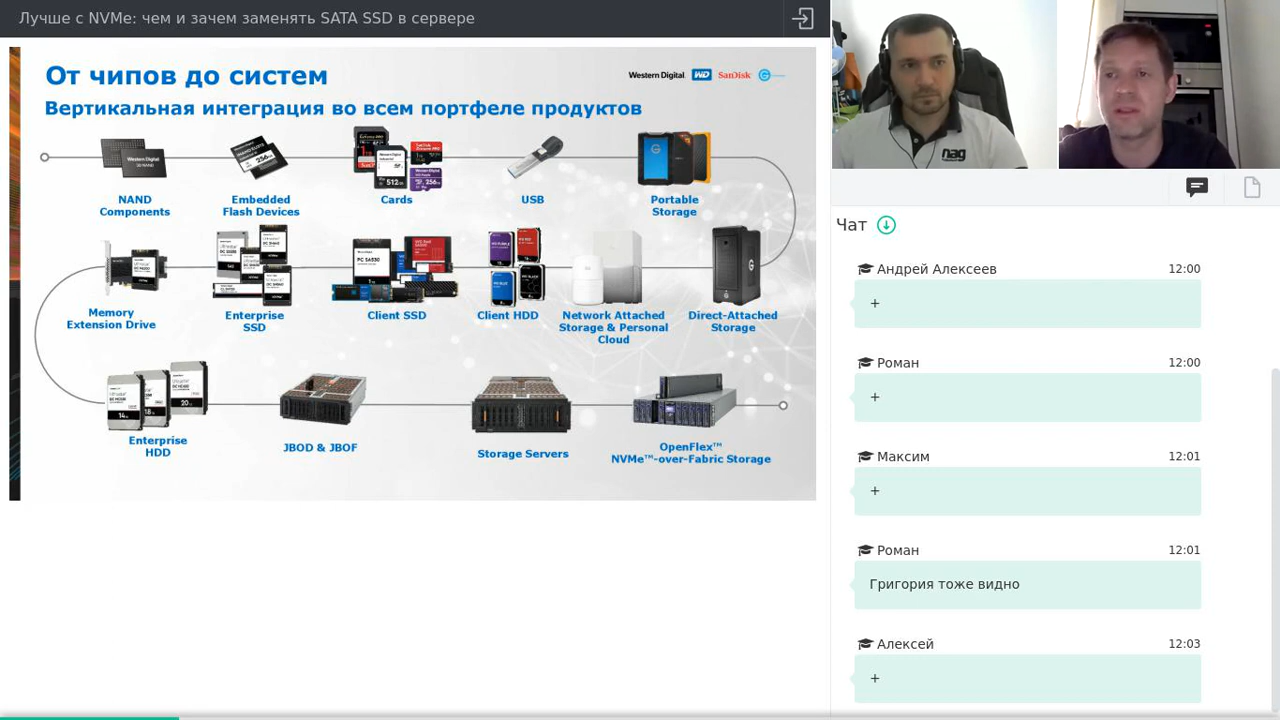 Лучше с NVMe: чем и зачем заменять SATA SSD в сервере
От чипов до систем
Western Digital WD SanDisk G
Вертикальная интеграция во всем портфеле продуктов
NAND
Components
Embedded
Flash Devices
Cards
USB
Portable
Storage
Memory
Extension Drive
Enterprise
SSD
Client SSD
Client HDD
Network Attached
Storage & Personal
Cloud
Direct-Attached
Storage
Enterprise
HDD
JBOD & JBOF
Storage Servers
OpenFlex™
NVMe™-over-Fabric Storage
nag
Чат
Андрей Алексеев 12:00
+
Роман 12:00
+
Максим 12:01
+
Роман 12:01
Григория тоже видно
Алексей 12:03
+